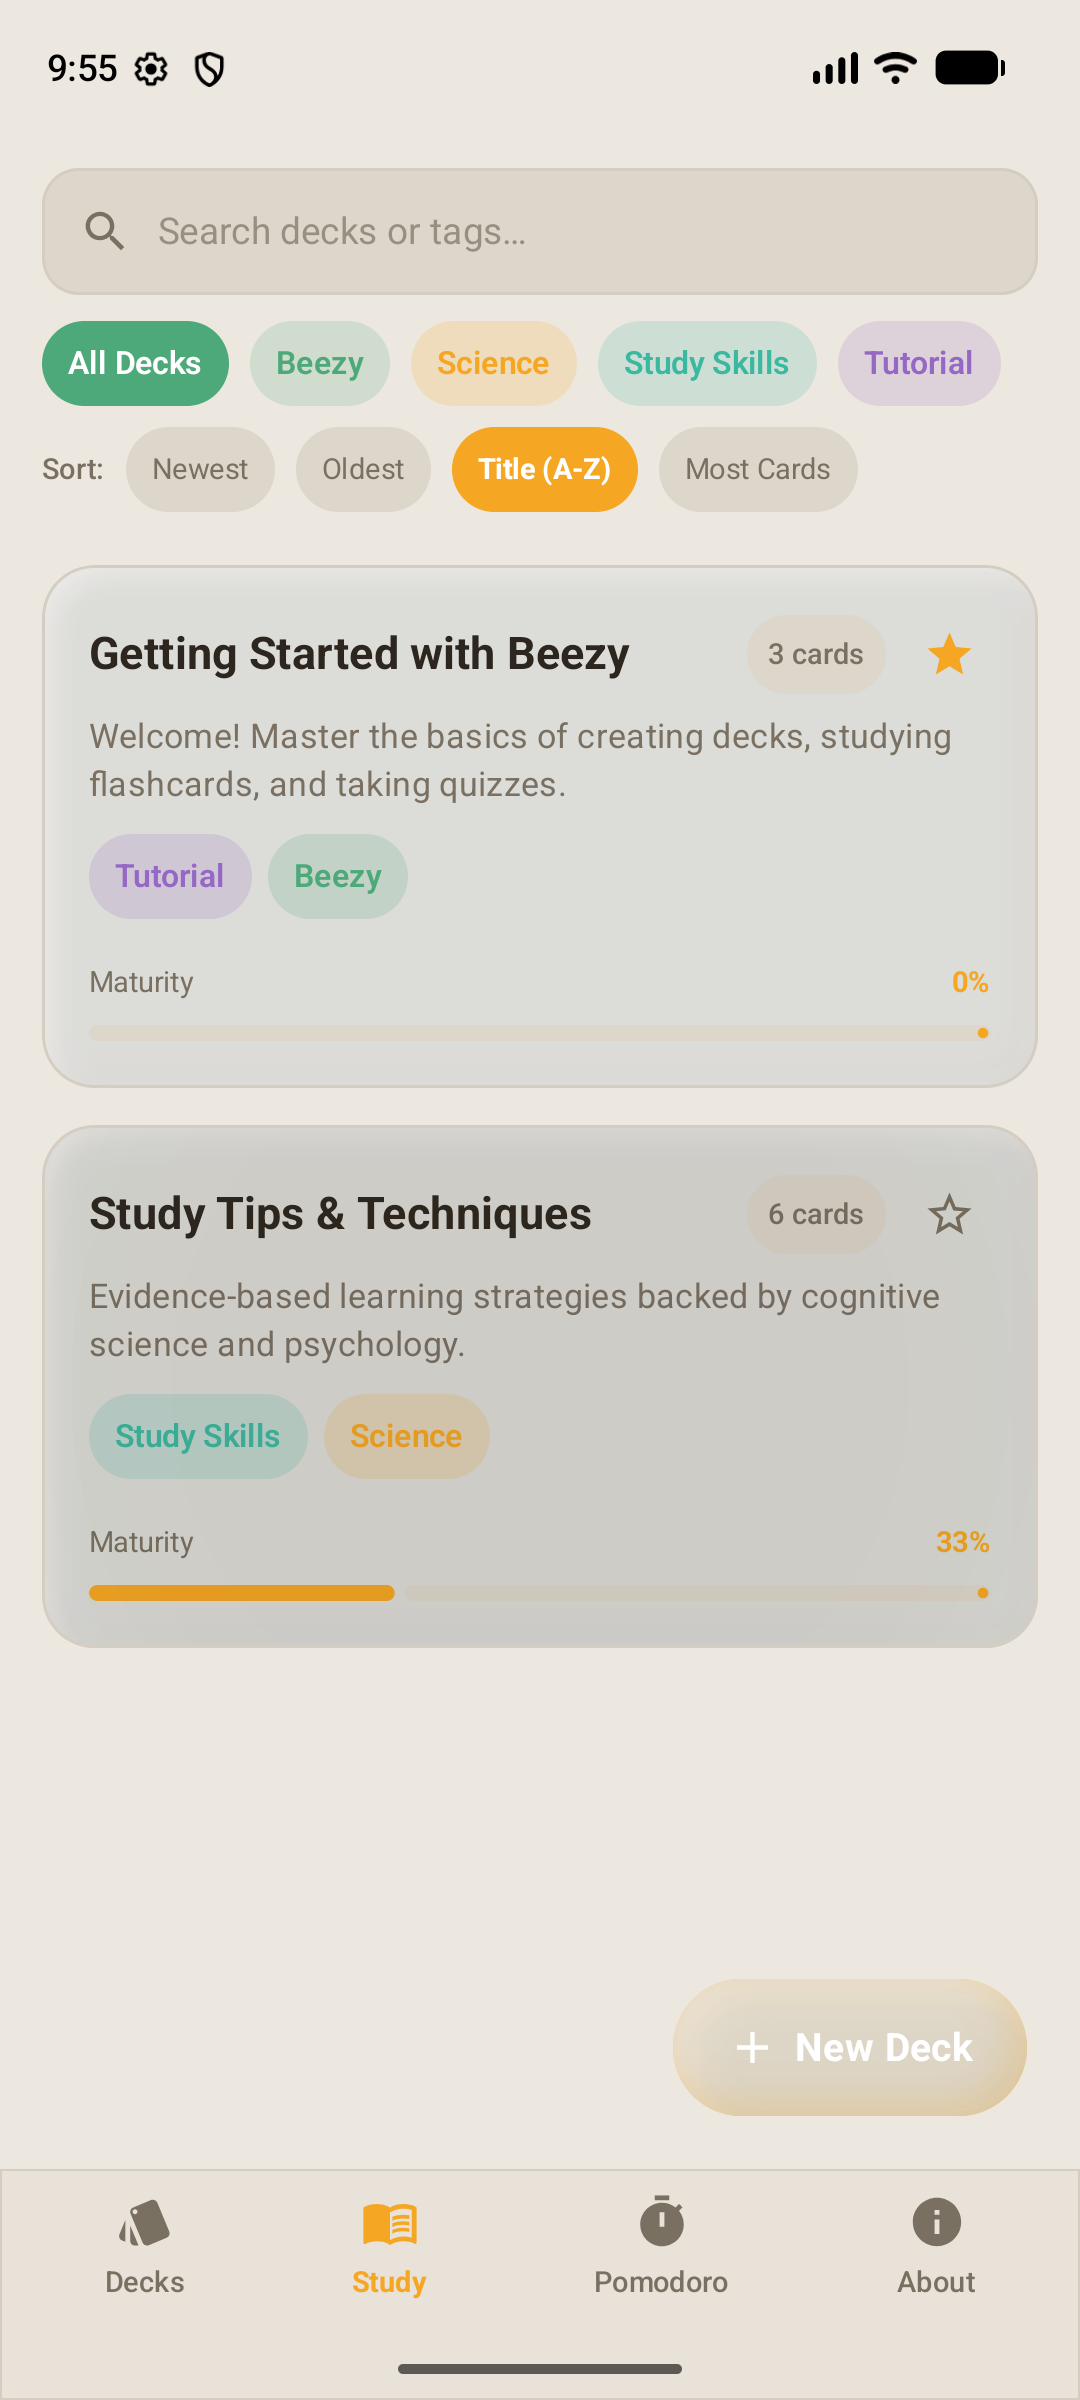 9:55
Search decks or tags...
All Decks
Beezy
Science
Study Skills
Tutorial
Sort:
Newest
Oldest
Title (A-Z)
Most Cards
Getting Started with Beezy
3 cards
Welcome! Master the basics of creating decks, studying
flashcards, and taking quizzes.
Tutorial
Beezy
Maturity
0%
Study Tips & Techniques
6 cards
Evidence-based learning strategies backed by cognitive
science and psychology.
Study Skills
Science
Maturity
33%
New Deck
Decks
Study
Pomodoro
About